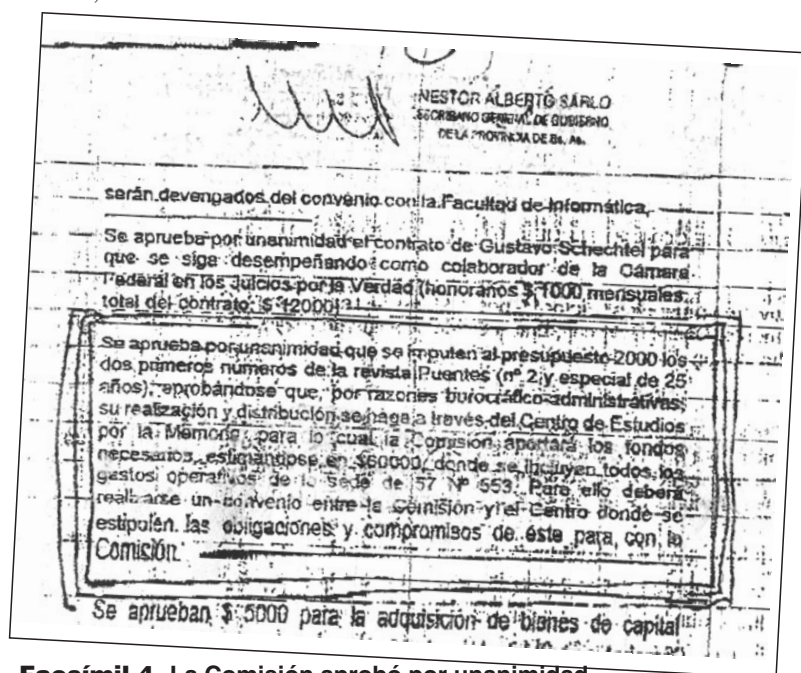 NESTOR ALBERTO SARLO
ESCRIBANO GENERAL DE GOBIERNO
DE LA PROVINCIA DE Bs. As.
serán devengados del convenio con la Facultad de Informática,
Se aprueba por unanimidad el contrato de Gustavo Schechtel para
que se siga desempeñando como colaborador de la Cámara
Federal en los Juicios por la Verdad (honorarios $ 1000 mensuales,
total del contrato: $ 12000)
Se aprueba por unanimidad que se imputen al presupuesto 2000 los
dos primeros números de la revista Puentes (nº 2 y especial de 25
años), aprobándose que, por razones burocrático-administrativas,
su realización y distribución se haga a través del Centro de Estudios
por la Memoria, para lo cual la Comisión aportará los fondos
necesarios, estimándose en $60000, donde se incluyen todos los
gastos operativos de la sede de 57 Nº 553. Para ello deberá
realizarse un convenio entre la Comisión y el Centro donde se
estipulen las obligaciones y compromisos de éste para con la
Comisión.
Se aprueban $ 5000 para la adquisición de bienes de capital
Facsímil 4. La Comisión aprobó por unanimidad